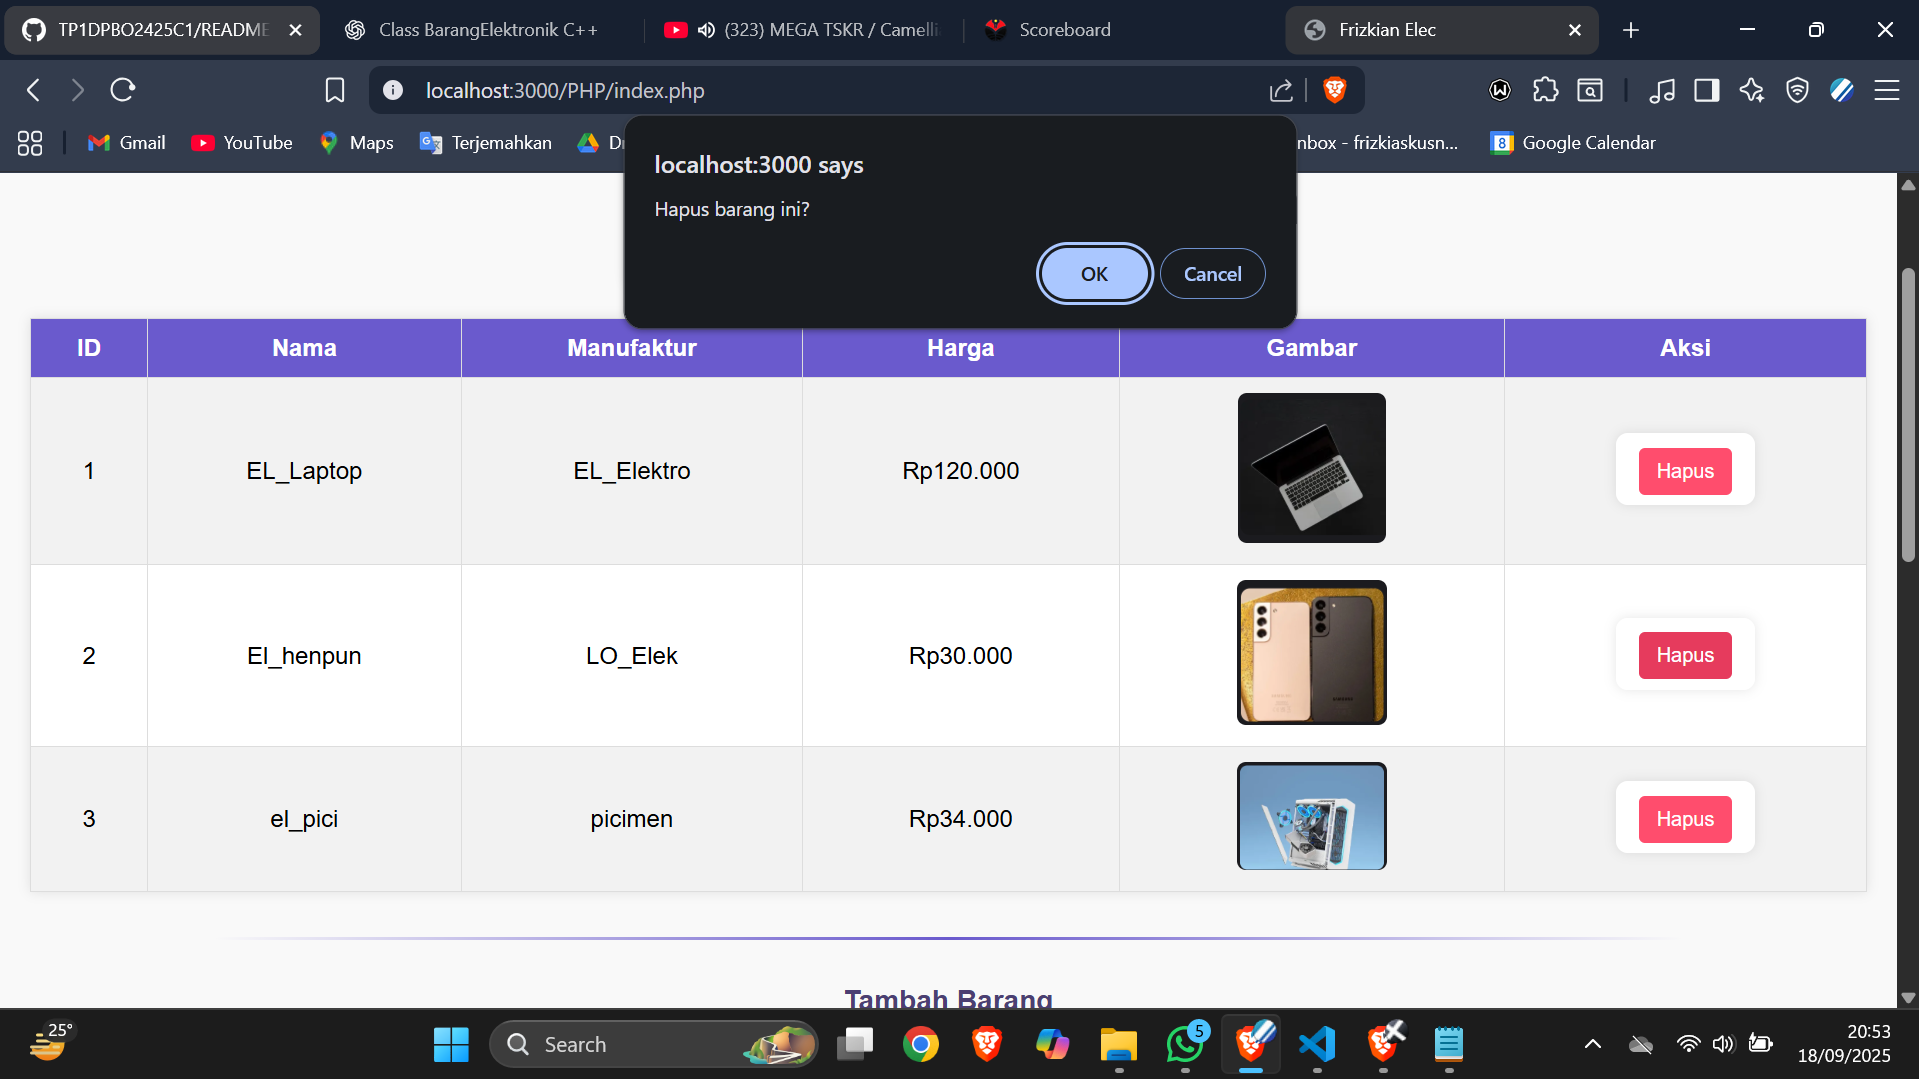 TP1DPBO2425C1/README
Class BarangElektronik C++
(323) MEGA TSKR / Camelli
Scoreboard
Frizkian Elec
localhost:3000/PHP/index.php
Gmail
YouTube
Maps
Terjemahkan
nbox - frizkiaskusn...
8
Google Calendar
localhost:3000 says
Hapus barang ini?
OK
Cancel
ID
Nama
Manufaktur
Harga
Gambar
Aksi
1
EL_Laptop
EL_Elektro
Rp120.000
Hapus
2
El_henpun
LO_Elek
Rp30.000
Hapus
3
el_pici
picimen
Rp34.000
Hapus
Tambah Barang
25°
Search
5
20:53
18/09/2025